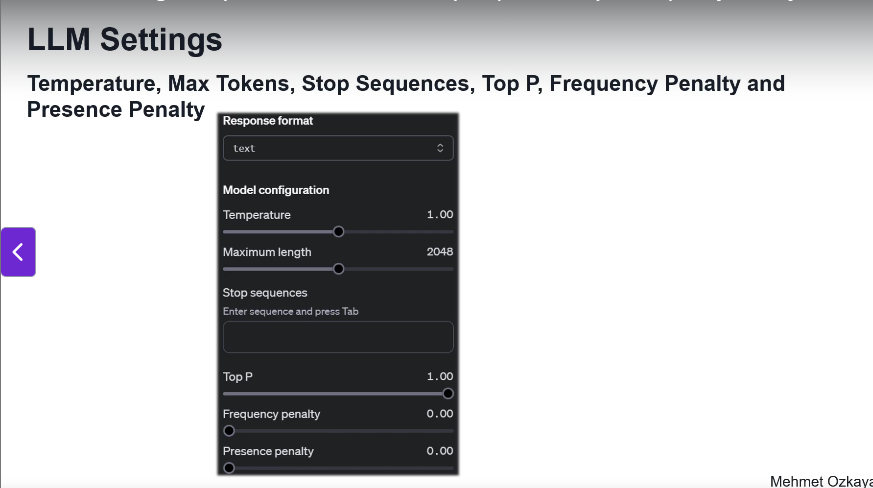 LLM Settings
Temperature, Max Tokens, Stop Sequences, Top P, Frequency Penalty and
Presence Penalty
Response format
text
Model configuration
Temperature 1.00
Maximum length 2048
Stop sequences
Enter sequence and press Tab
Top P 1.00
Frequency penalty 0.00
Presence penalty 0.00
Mehmet Ozkaya